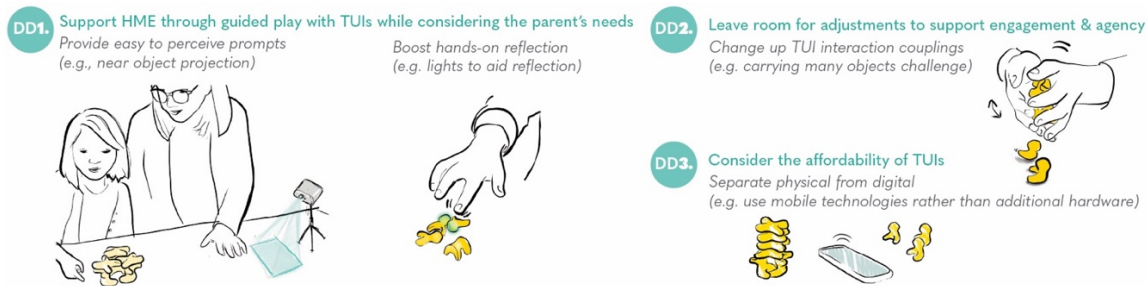 DD1.
Support HME through guided play with TUIs while considering the parent's needs
Provide easy to perceive prompts
(e.g., near object projection)
Boost hands-on reflection
(e.g. lights to aid reflection)
DD2.
Leave room for adjustments to support engagement & agency
Change up TUI interaction couplings
(e.g. carrying many objects challenge)
DD3.
Consider the affordability of TUIs
Separate physical from digital
(e.g. use mobile technologies rather than additional hardware)